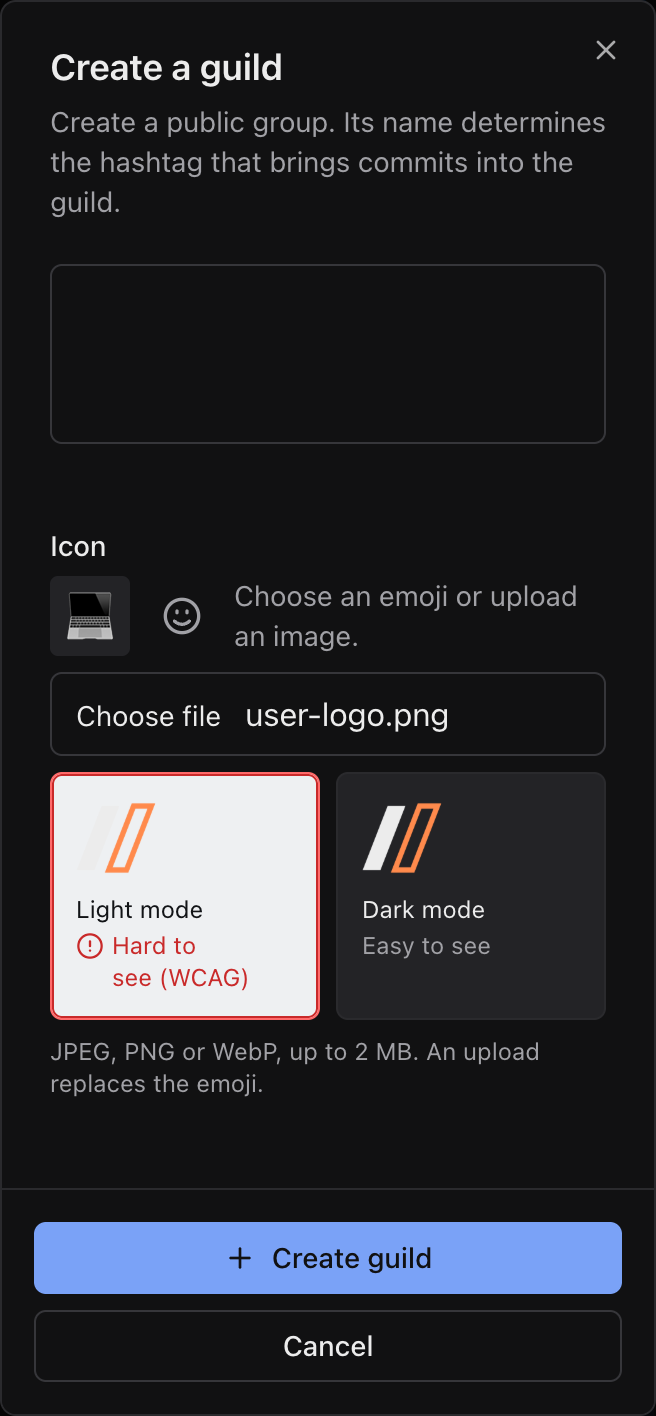 Create a guild
Create a public group. Its name determines
the hashtag that brings commits into the
guild.
Icon
Choose an emoji or upload
an image.
Choose file user-logo.png
Light mode
Hard to
see (WCAG)
Dark mode
Easy to see
JPEG, PNG or WebP, up to 2 MB. An upload
replaces the emoji.
Create guild
Cancel